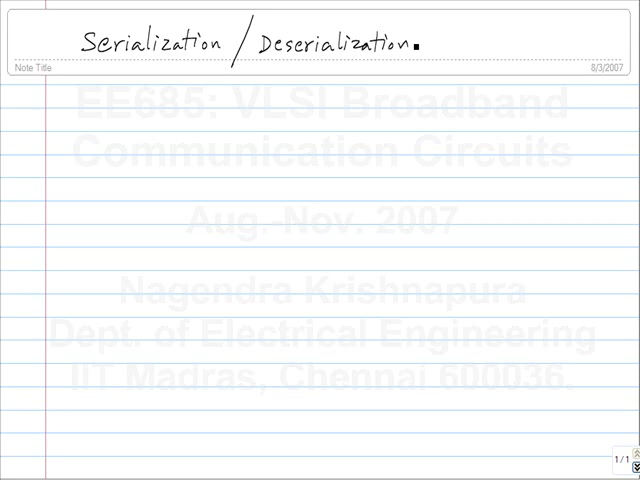 Serialization / Deserialization.
Note Title
8/3/2007
EE685: VLSI Broadband
Communication Circuits
Aug.-Nov. 2007
Nagendra Krishnapura
Dept. of Electrical Engineering
IIT Madras, Chennai 600036.
1/1